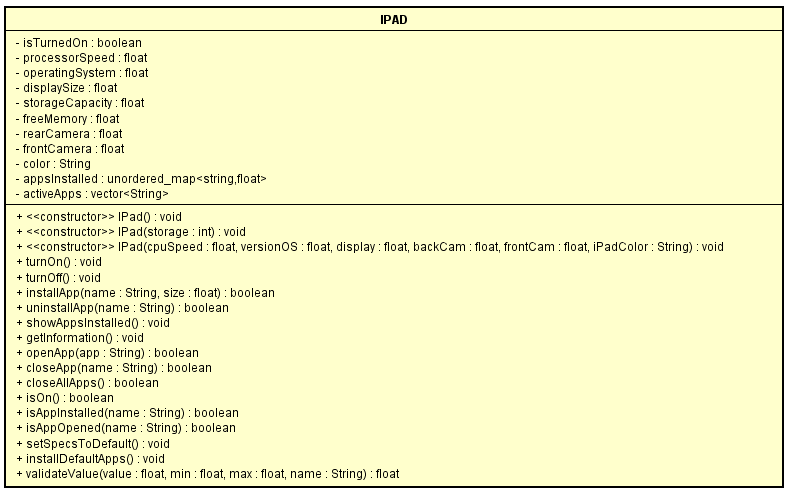 IPAD
- isTurnedOn : boolean
- processorSpeed : float
- operatingSystem : float
- displaySize : float
- storageCapacity : float
- freeMemory : float
- rearCamera : float
- frontCamera : float
- color : String
- appsInstalled : unordered_map<string,float>
- activeApps : vector<String>
+ <<constructor>> IPad() : void
+ <<constructor>> IPad(storage : int) : void
+ <<constructor>> IPad(cpuSpeed : float, versionOS : float, display : float, backCam : float, frontCam : float, iPadColor : String) : void
+ turnOn() : void
+ turnOff() : void
+ installApp(name : String, size : float) : boolean
+ uninstallApp(name : String) : boolean
+ showAppsInstalled() : void
+ getInformation() : void
+ openApp(app : String) : boolean
+ closeApp(name : String) : boolean
+ closeAllApps() : boolean
+ isOn() : boolean
+ isAppInstalled(name : String) : boolean
+ isAppOpened(name : String) : boolean
+ setSpecsToDefault() : void
+ installDefaultApps() : void
+ validateValue(value : float, min : float, max : float, name : String) : float